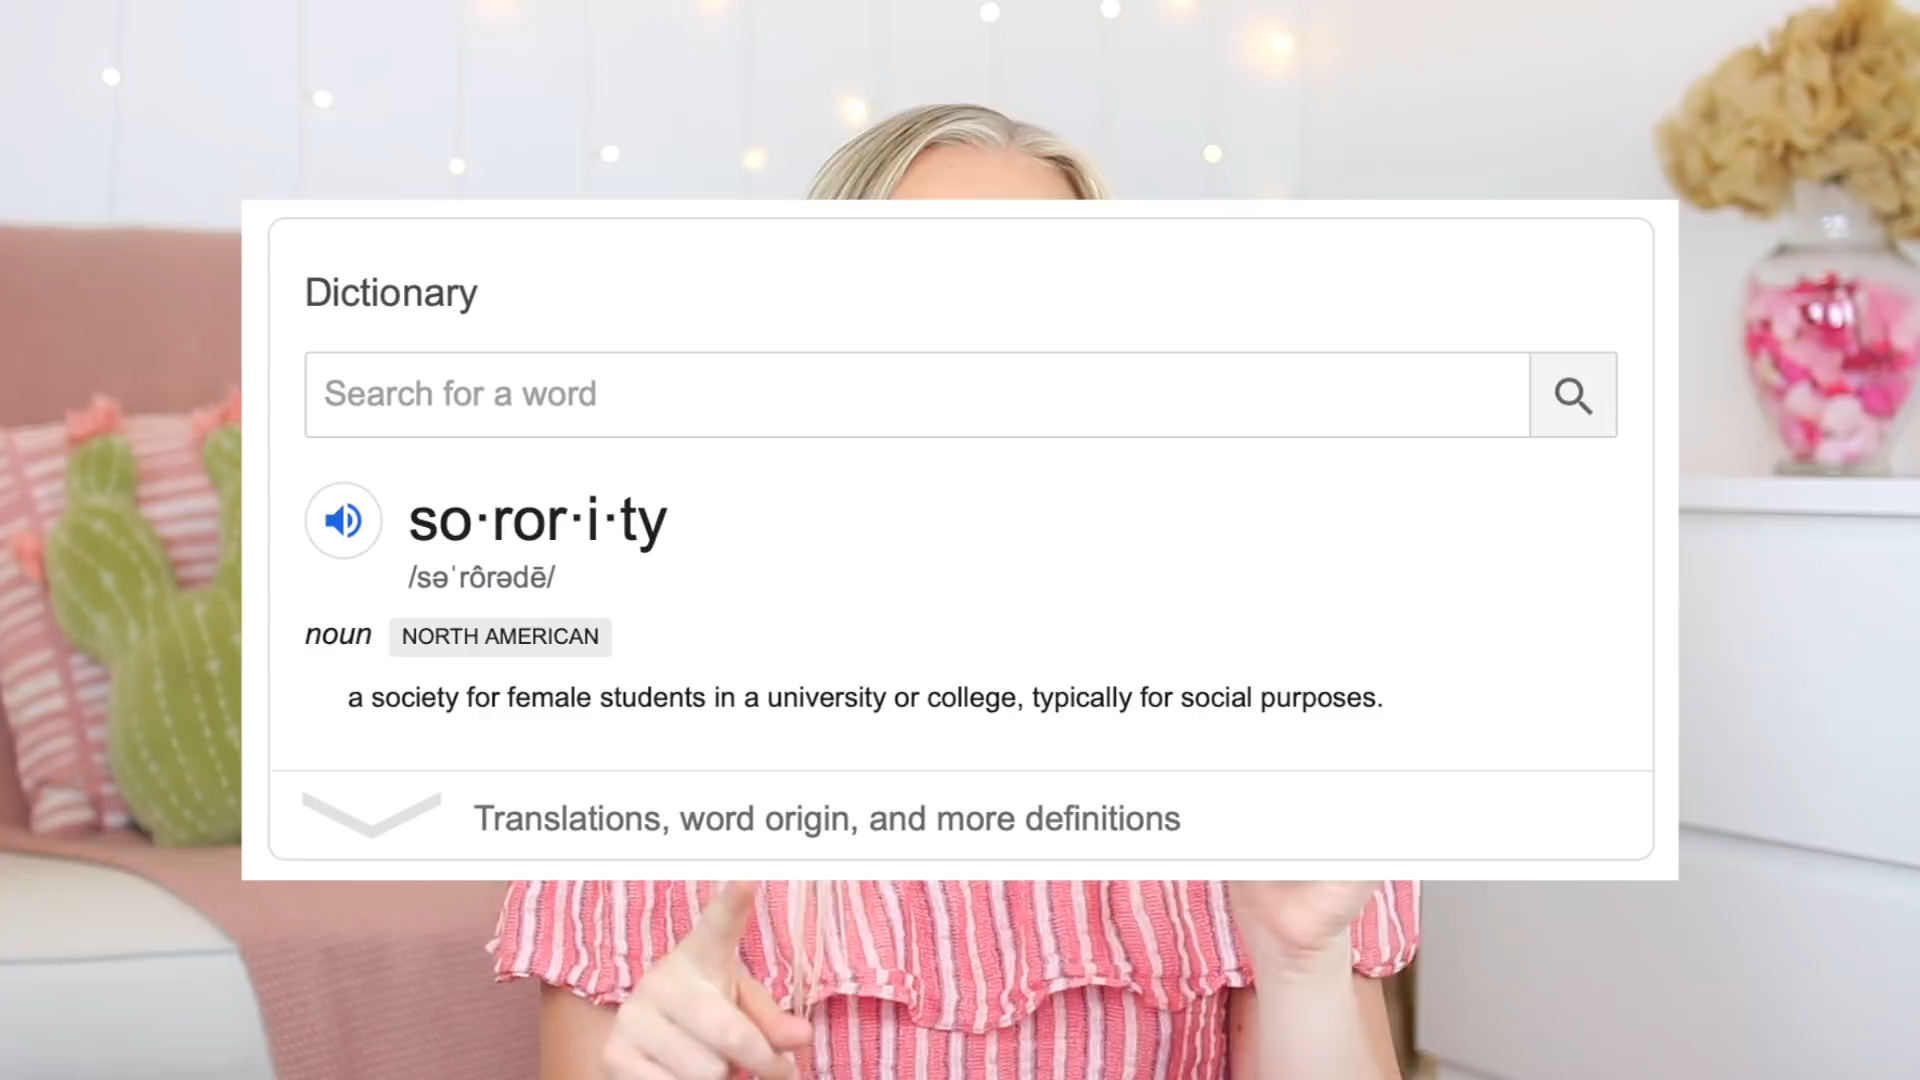 Dictionary
Search for a word
so·ror·i·ty
/səˈrôrədē/
noun NORTH AMERICAN
a society for female students in a university or college, typically for social purposes.
Translations, word origin, and more definitions